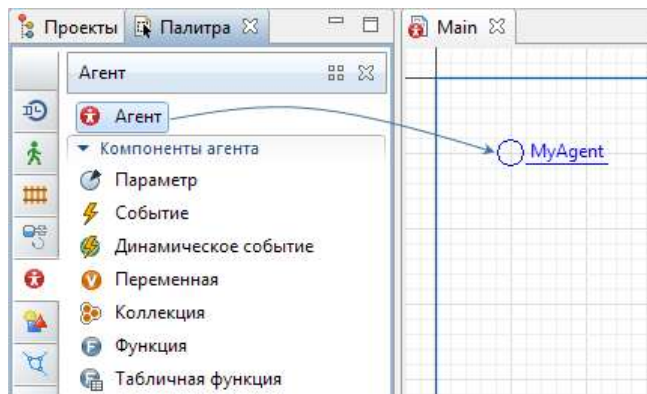 Проекты Палитра Main
Агент
Агент
Компоненты агента
MyAgent
Параметр
Событие
Динамическое событие
Переменная
Коллекция
Функция
Табличная функция